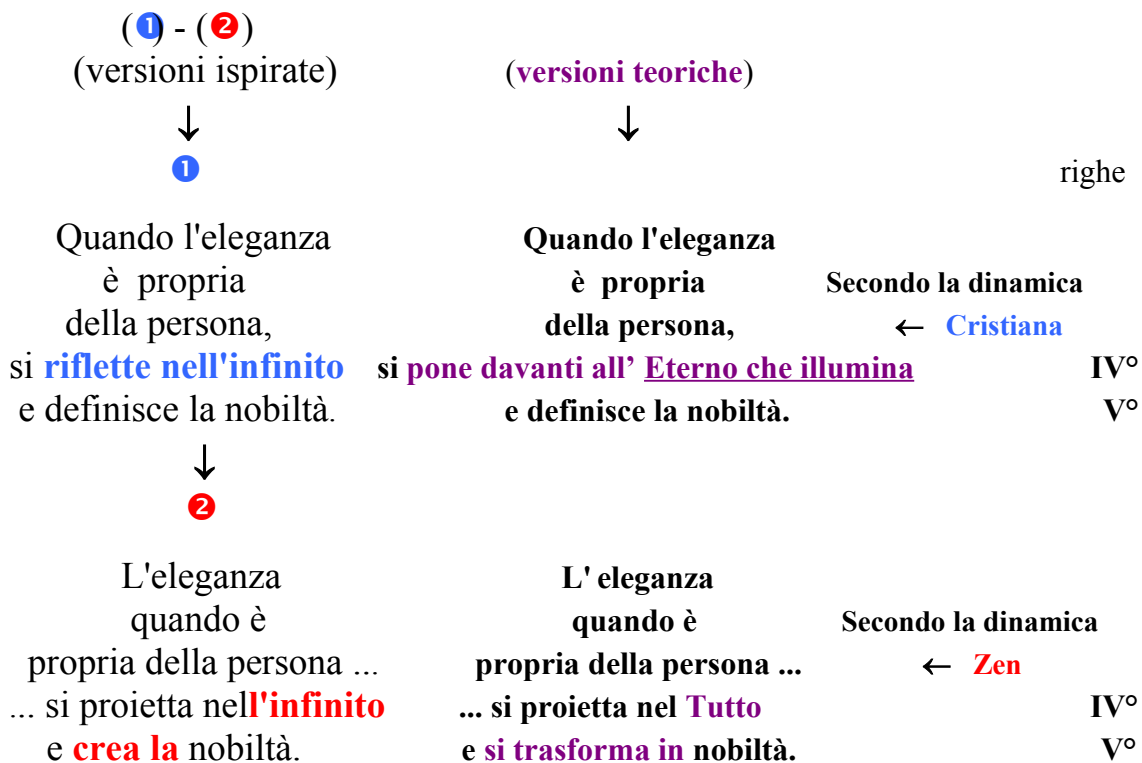 (❶) - (❷)
(versioni ispirate) (versioni teoriche)
↓ ↓
❶ righe
Quando l'eleganza Quando l'eleganza
è propria è propria Secondo la dinamica
della persona, della persona, ← Cristiana
si riflette nell'infinito si pone davanti all’ Eterno che illumina IV°
e definisce la nobiltà. e definisce la nobiltà. V°
↓
❷
L'eleganza L' eleganza
quando è quando è Secondo la dinamica
propria della persona ... propria della persona ... ← Zen
... si proietta nell'infinito ... si proietta nel Tutto IV°
e crea la nobiltà. e si trasforma in nobiltà. V°